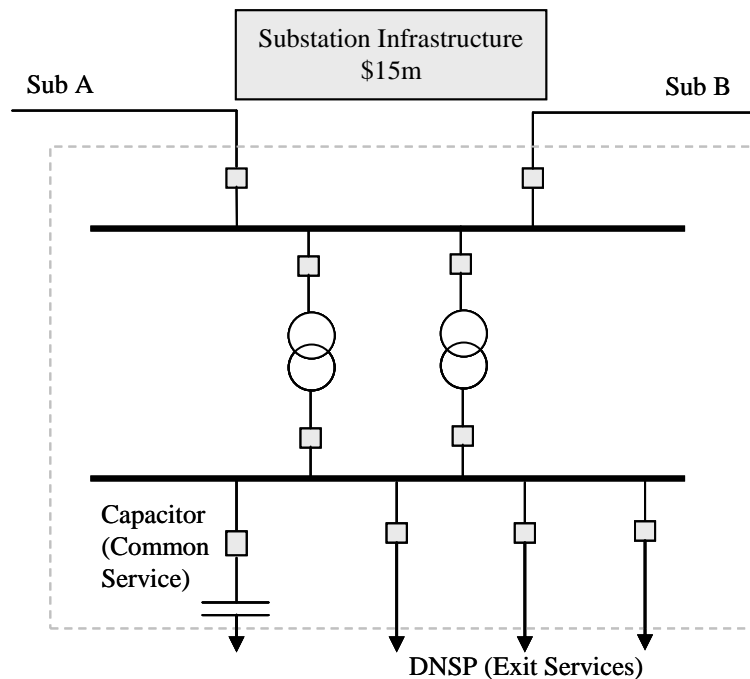 Substation Infrastructure
$15m
Sub A
Sub B
Capacitor
(Common
Service)
DNSP (Exit Services)